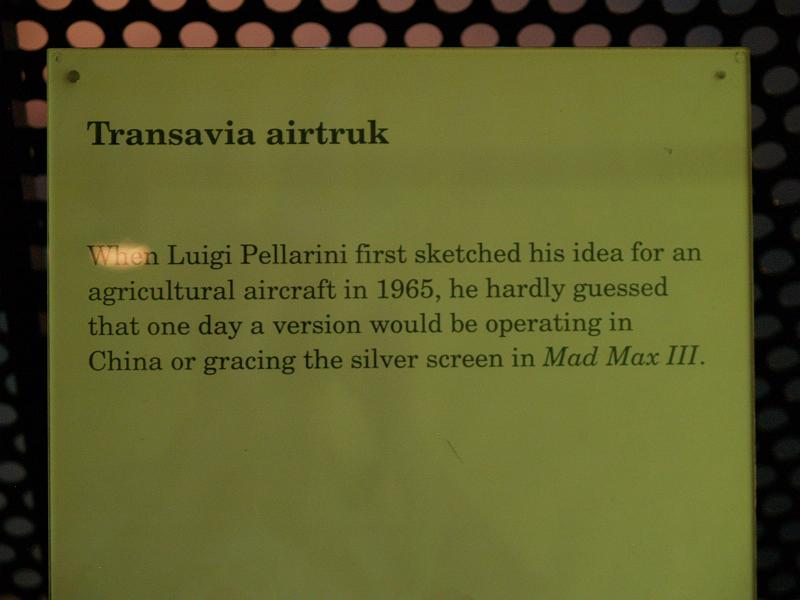 Transavia airtruk
When Luigi Pellarini first sketched his idea for an
agricultural aircraft in 1965, he hardly guessed
that one day a version would be operating in
China or gracing the silver screen in Mad Max III.